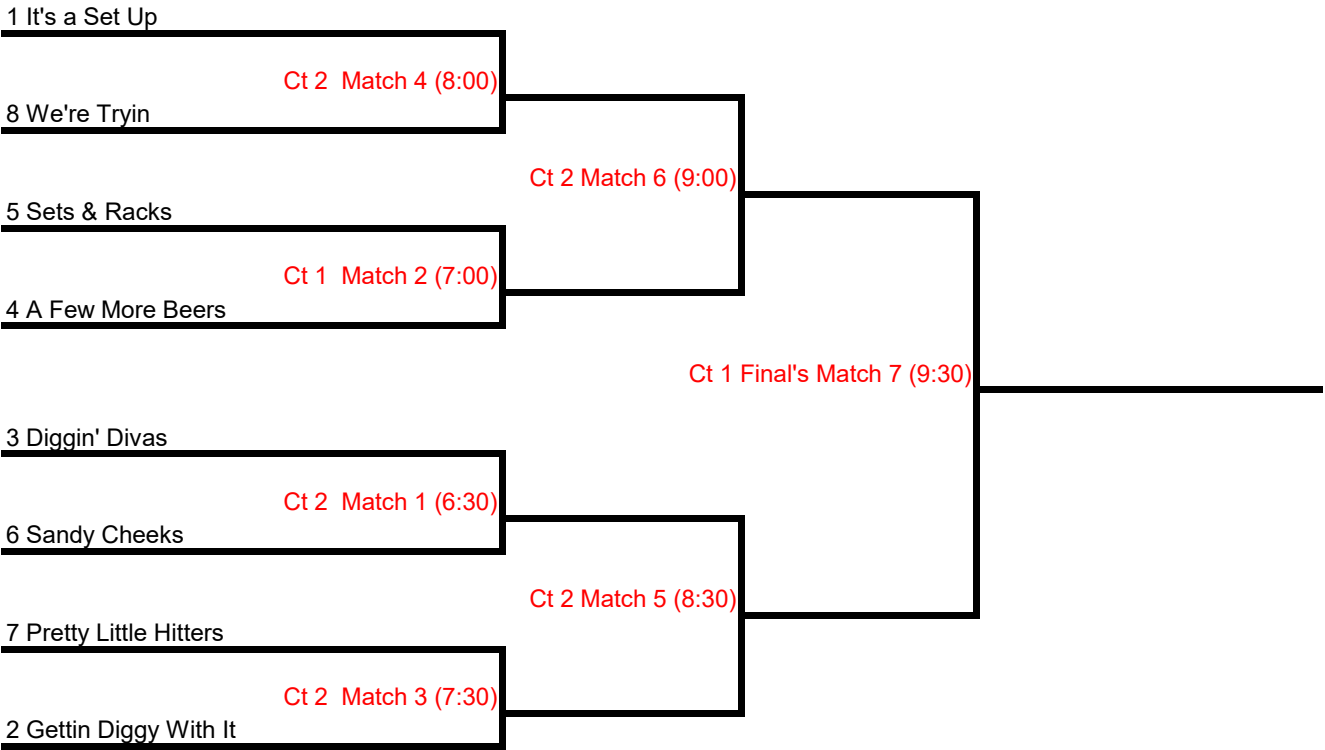 1 It's a Set Up
Ct 2  Match 4 (8:00)
8 We're Tryin
Ct 2 Match 6 (9:00)
5 Sets & Racks
Ct 1  Match 2 (7:00)
4 A Few More Beers
Ct 1 Final's Match 7 (9:30)
3 Diggin' Divas
Ct 2  Match 1 (6:30)
6 Sandy Cheeks
Ct 2 Match 5 (8:30)
7 Pretty Little Hitters
Ct 2  Match 3 (7:30)
2 Gettin Diggy With It